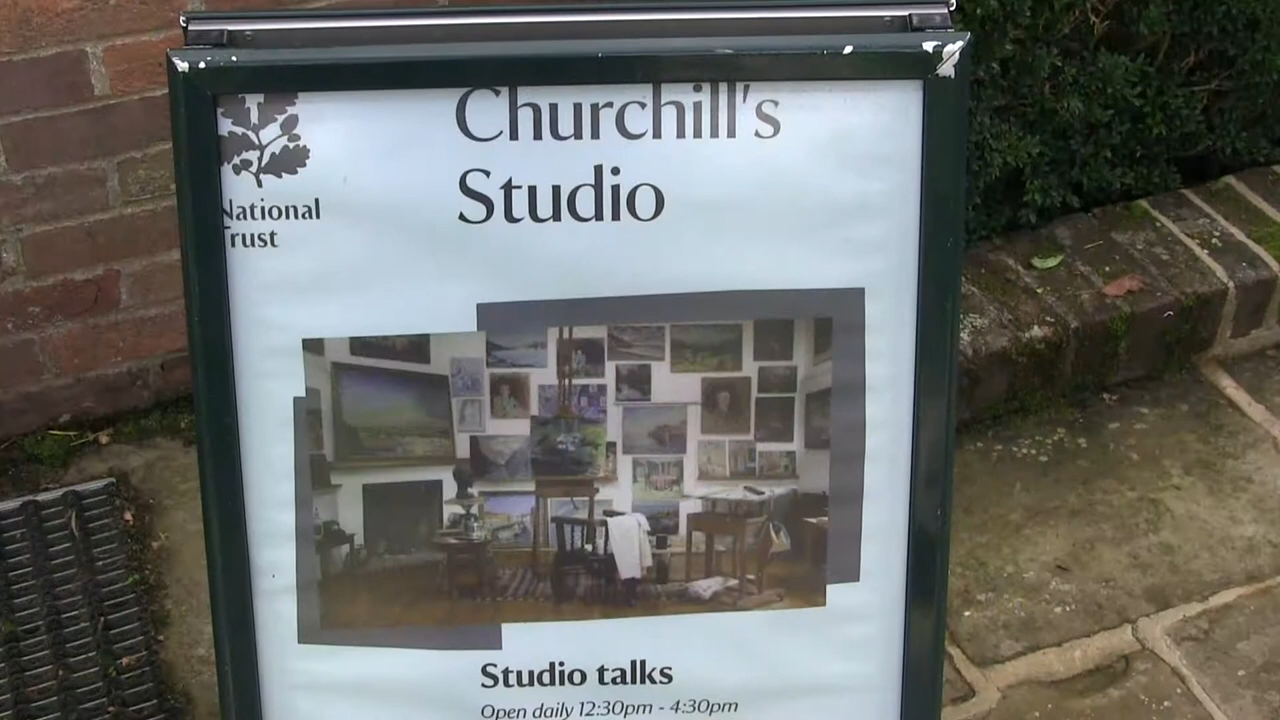 Churchill's
Studio
National
Trust
Studio talks
Open daily 12:30pm - 4:30pm